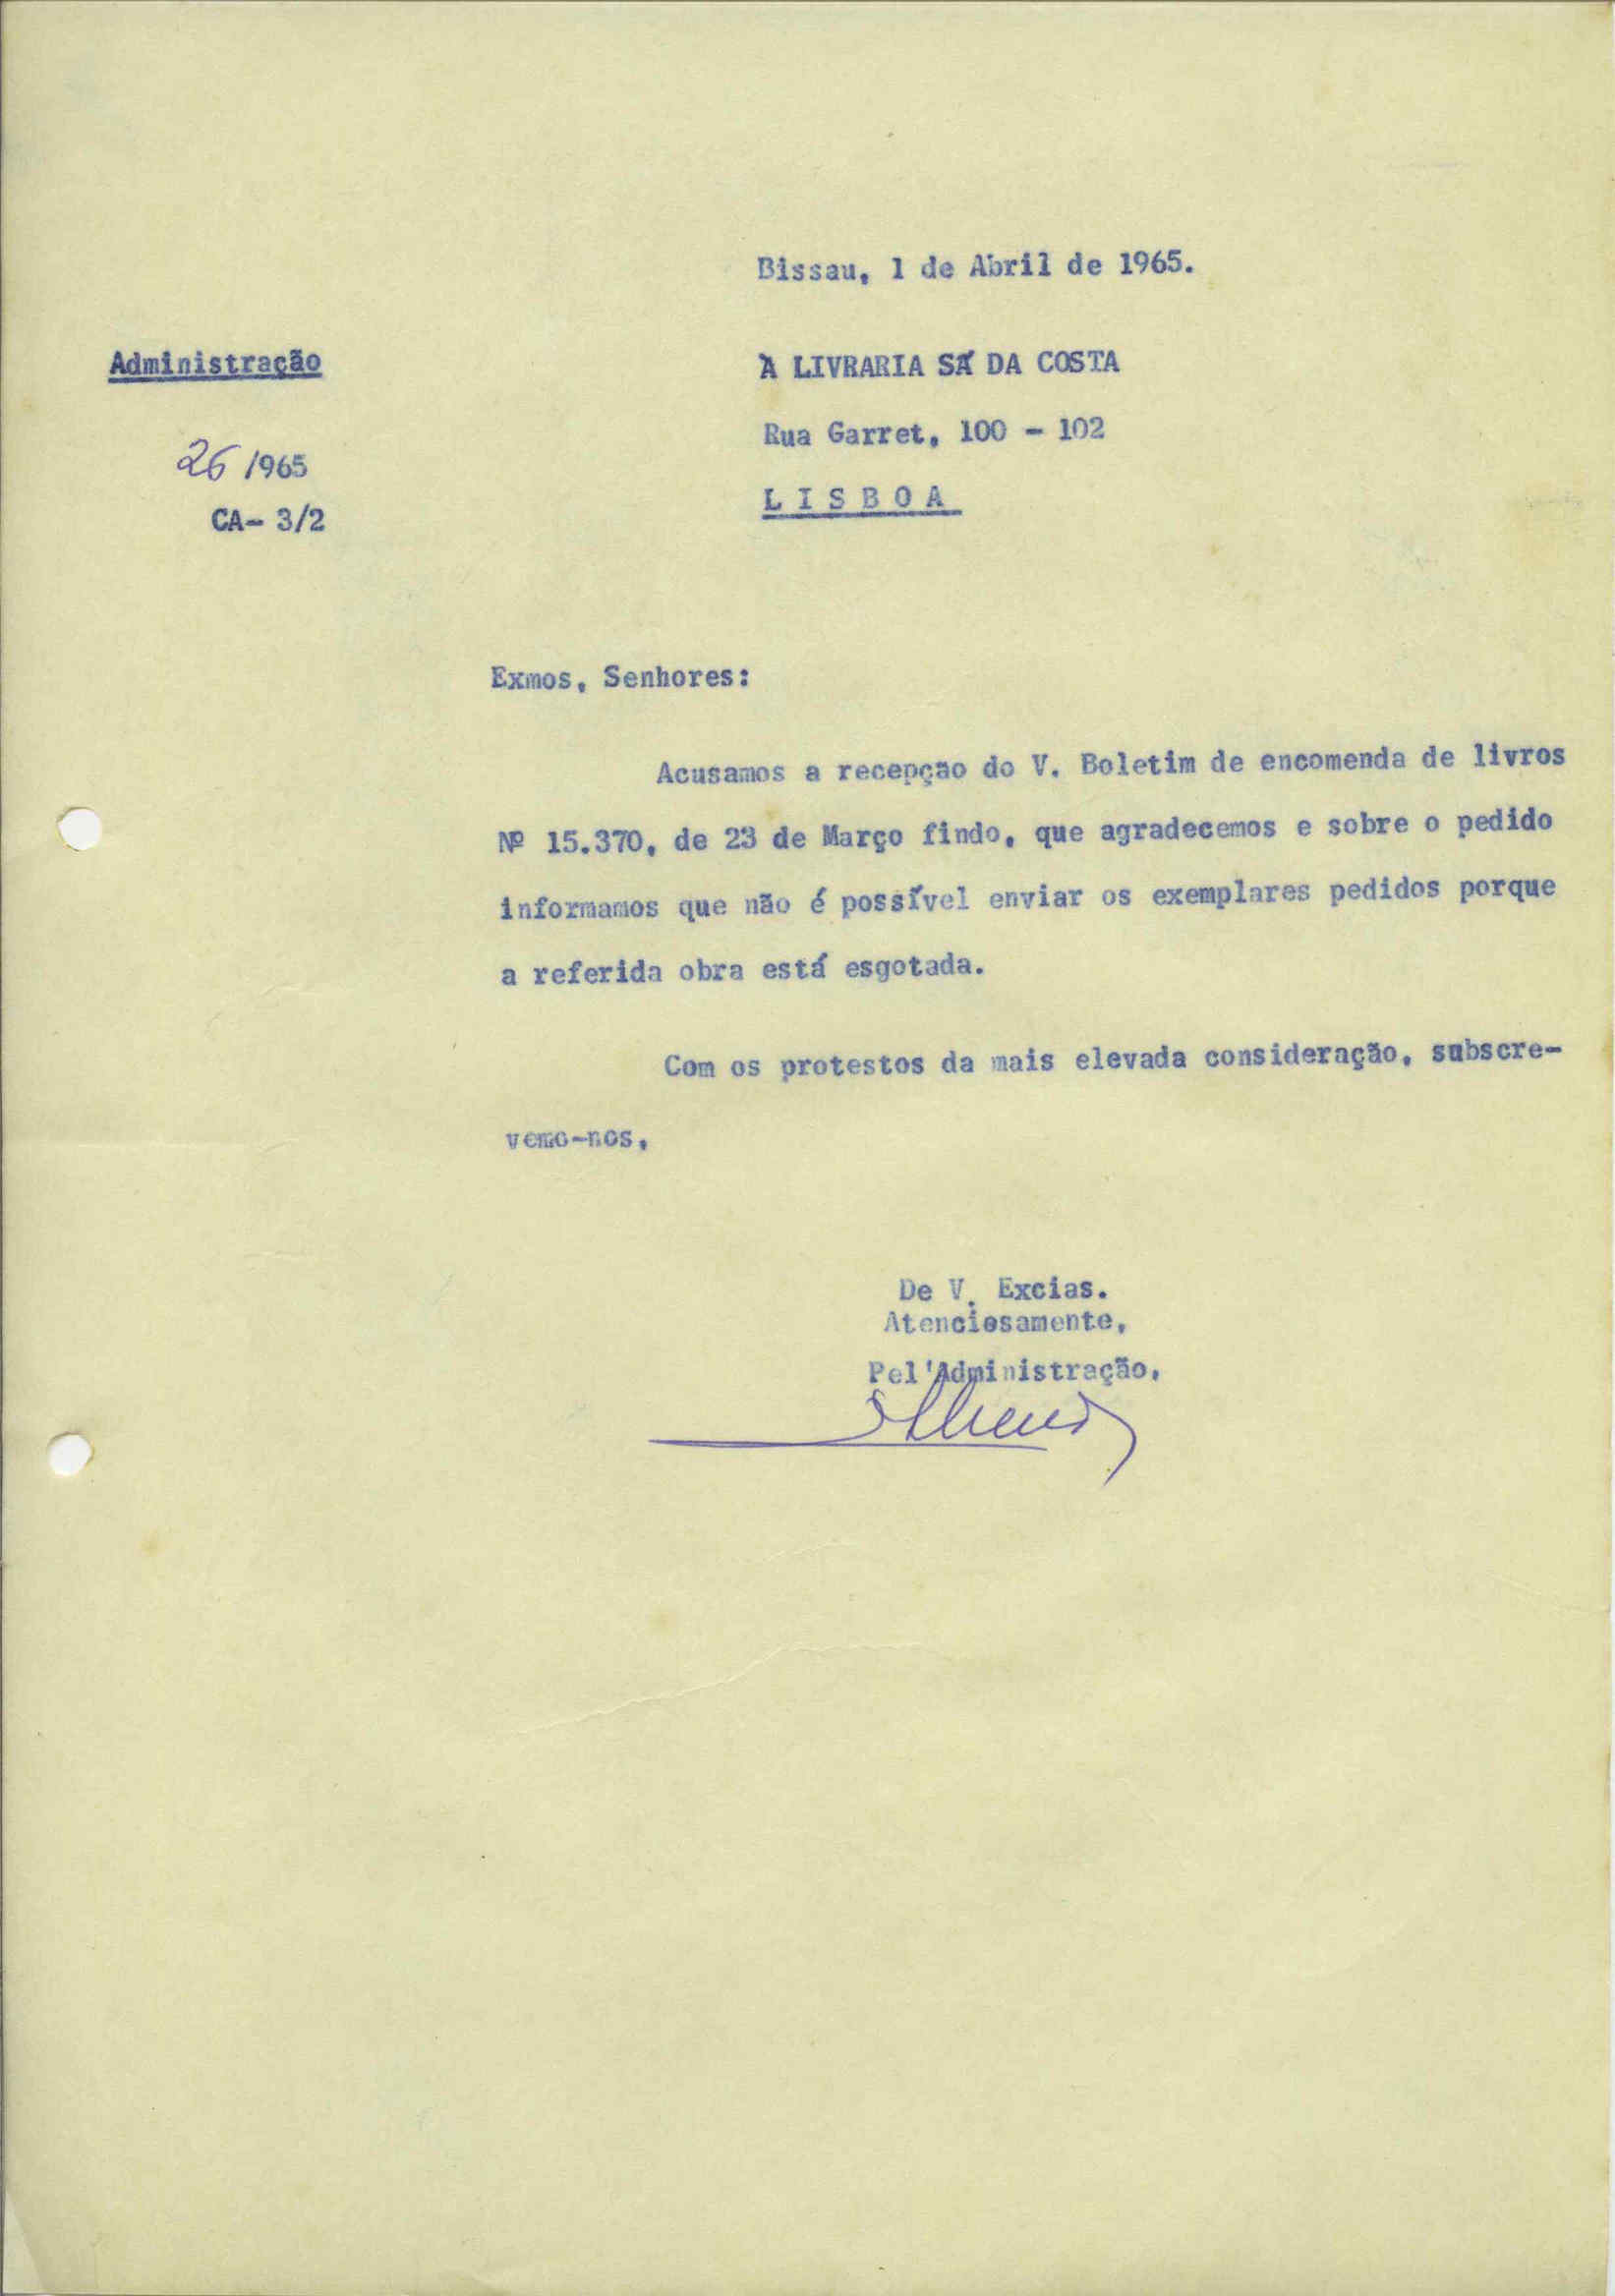 Bissau, 1 de Abril de 1965.
Administração
À LIVRARIA SÁ DA COSTA
Rua Garret, 100 - 102
26/965
CA- 3/2
LISBOA
Exmos, Senhores:
Acusamos a recepção do V. Boletim de encomenda de livros
Nº 15.370, de 23 de Março findo, que agradecemos e sobre o pedido
informamos que não é possível enviar os exemplares pedidos porque
a referida obra está esgotada.
Com os protestos da mais elevada consideração, subscre-
vemo-nos,
De V. Excias.
Atenciosamente,
Pel'Administração,